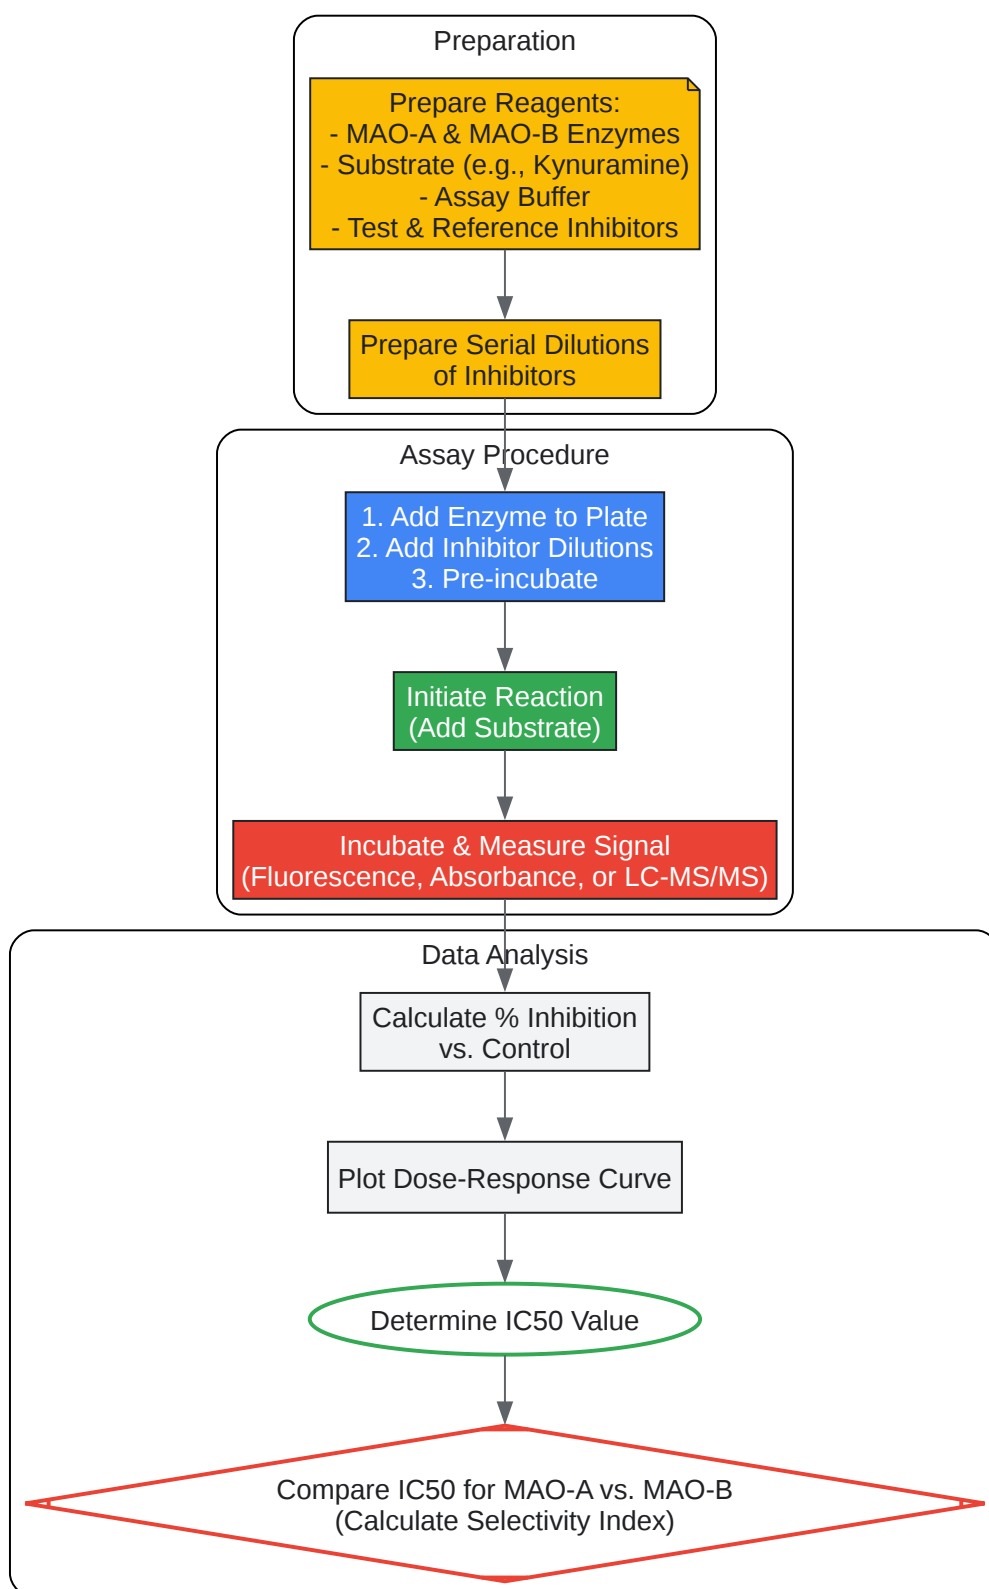 Preparation
Prepare Reagents:
- MAO-A & MAO-B Enzymes
- Substrate (e.g., Kynuramine)
- Assay Buffer
- Test & Reference Inhibitors
Prepare Serial Dilutions
of Inhibitors
Assay Procedure
1. Add Enzyme to Plate
2. Add Inhibitor Dilutions
3. Pre-incubate
Initiate Reaction
(Add Substrate)
Incubate & Measure Signal
(Fluorescence, Absorbance, or LC-MS/MS)
Data Analysis
Calculate % Inhibition
vs. Control
Plot Dose-Response Curve
Determine IC50 Value
Compare IC50 for MAO-A vs. MAO-B
(Calculate Selectivity Index)